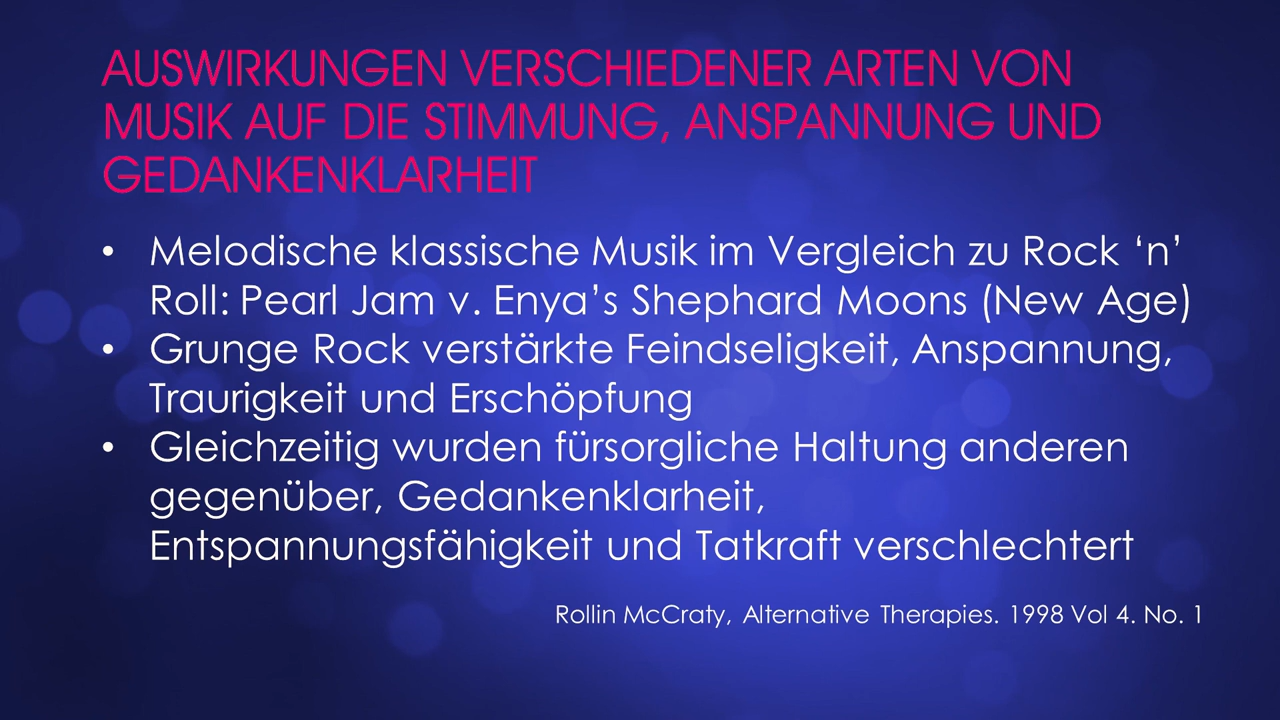 AUSWIRKUNGEN VERSCHIEDENER ARTEN VON
MUSIK AUF DIE STIMMUNG, ANSPANNUNG UND
GEDANKENKLARHEIT
• Melodische klassische Musik im Vergleich zu Rock ‘n’
Roll: Pearl Jam v. Enya’s Shephard Moons (New Age)
• Grunge Rock verstärkte Feindseligkeit, Anspannung,
Traurigkeit und Erschöpfung
• Gleichzeitig wurden fürsorgliche Haltung anderen
gegenüber, Gedankenklarheit,
Entspannungsfähigkeit und Tatkraft verschlechtert
Rollin McCraty, Alternative Therapies. 1998 Vol 4. No. 1